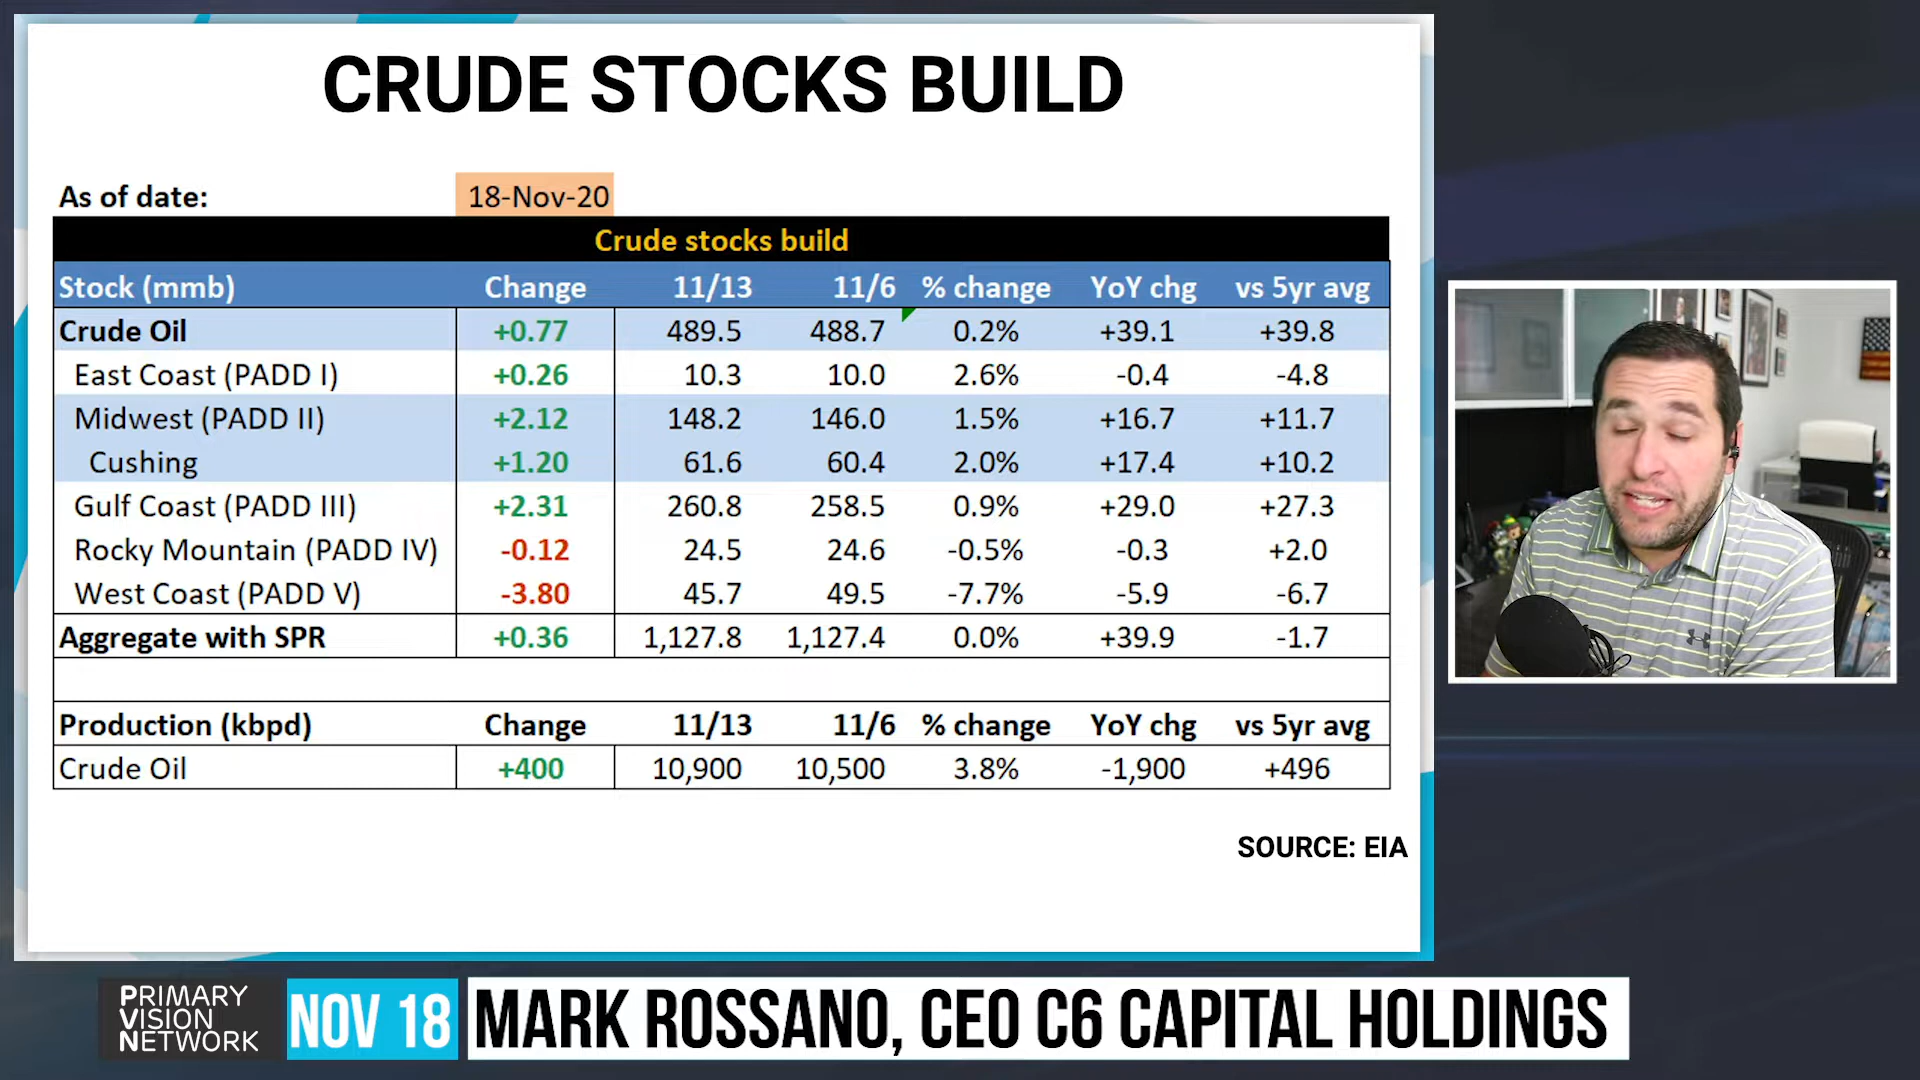 CRUDE STOCKS BUILD
As of date: 18-Nov-20
Crude stocks build
Stock (mmb) Change 11/13 11/6 % change YoY chg vs 5yr avg
Crude Oil +0.77 489.5 488.7 0.2% +39.1 +39.8
East Coast (PADD I) +0.26 10.3 10.0 2.6% -0.4 -4.8
Midwest (PADD II) +2.12 148.2 146.0 1.5% +16.7 +11.7
Cushing +1.20 61.6 60.4 2.0% +17.4 +10.2
Gulf Coast (PADD III) +2.31 260.8 258.5 0.9% +29.0 +27.3
Rocky Mountain (PADD IV) -0.12 24.5 24.6 -0.5% -0.3 +2.0
West Coast (PADD V) -3.80 45.7 49.5 -7.7% -5.9 -6.7
Aggregate with SPR +0.36 1,127.8 1,127.4 0.0% +39.9 -1.7
Production (kbpd) Change 11/13 11/6 % change YoY chg vs 5yr avg
Crude Oil +400 10,900 10,500 3.8% -1,900 +496
SOURCE: EIA
PRIMARY
VISION
NETWORK
NOV 18
MARK ROSSANO, CEO C6 CAPITAL HOLDINGS